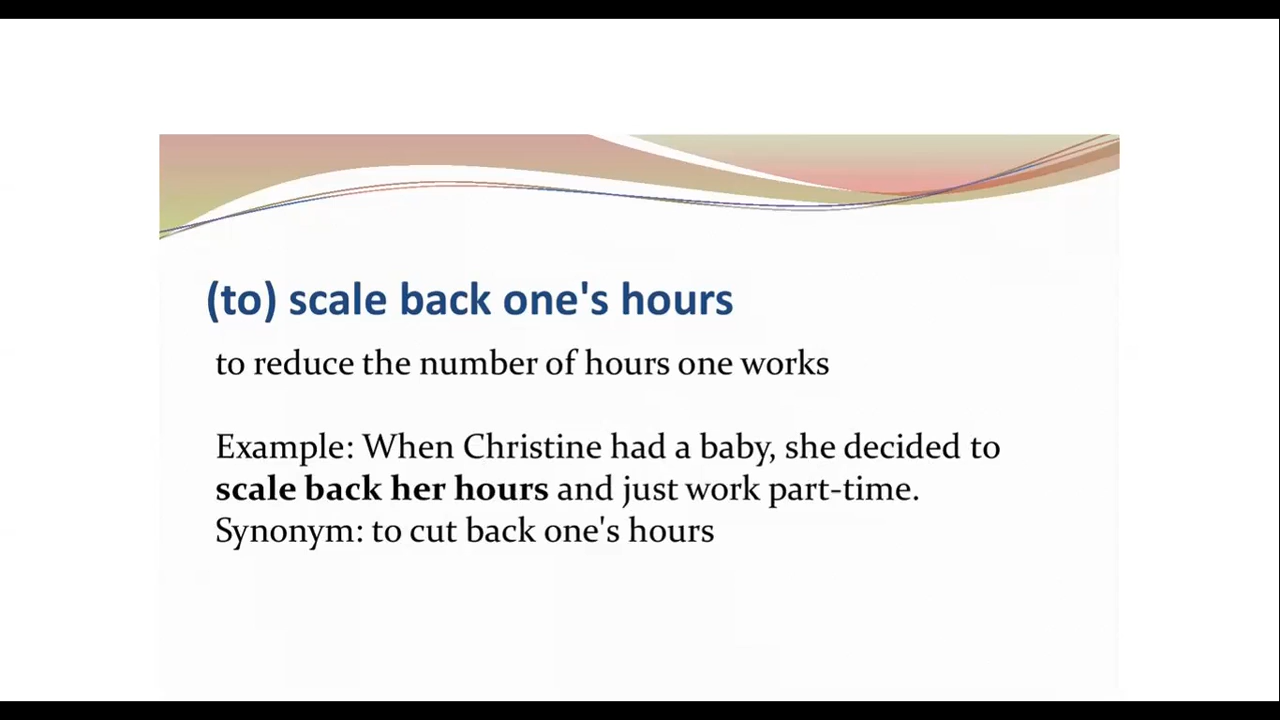 (to) scale back one's hours
to reduce the number of hours one works
Example: When Christine had a baby, she decided to
scale back her hours and just work part-time.
Synonym: to cut back one's hours